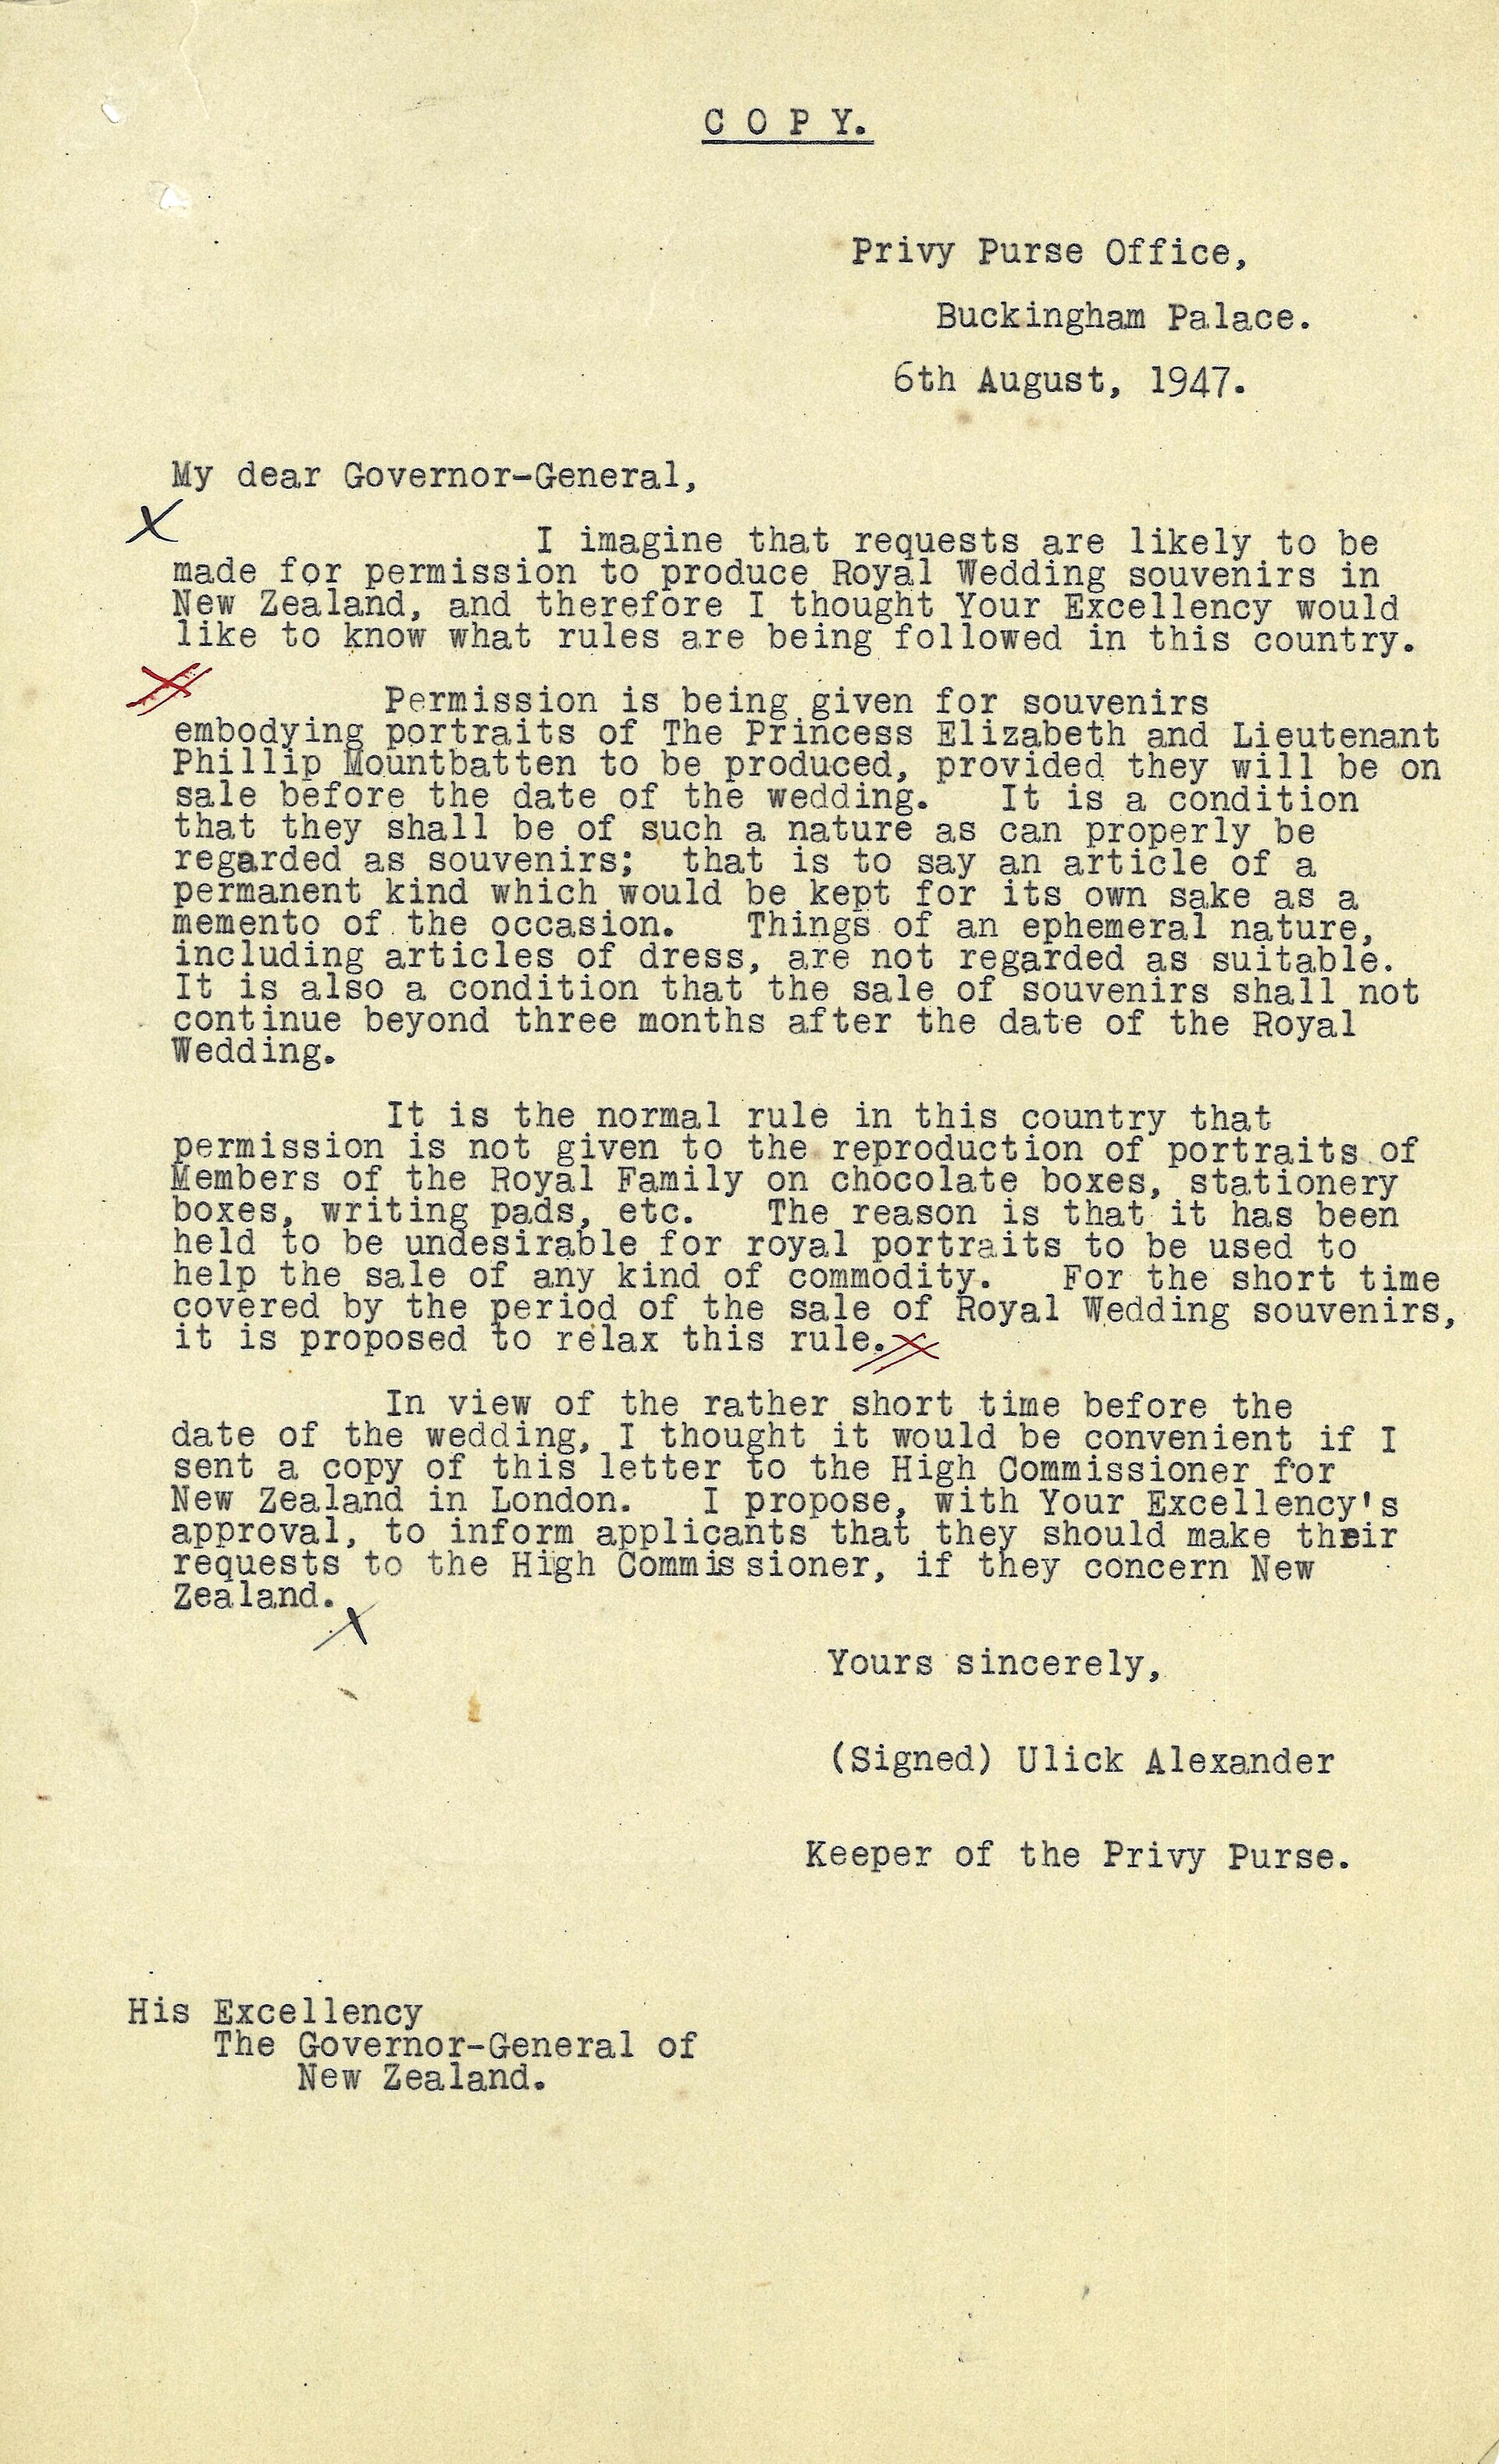 C O P Y.
Privy Purse Office,
Buckingham Palace.
6th August, 1947.
My dear Governor-General,
X
I imagine that requests are likely to be
made for permission to produce Royal Wedding souvenirs in
New Zealand, and therefore I thought Your Excellency would
like to know what rules are being followed in this country.
Permission is being given for souvenirs
embodying portraits of The Princess Elizabeth and Lieutenant
Phillip Mountbatten to be produced, provided they will be on
sale before the date of the wedding. It is a condition
that they shall be of such a nature as can properly be
regarded as souvenirs; that is to say an article of a
permanent kind which would be kept for its own sake as a
memento of the occasion. Things of an ephemeral nature,
including articles of dress, are not regarded as suitable.
It is also a condition that the sale of souvenirs shall not
continue beyond three months after the date of the Royal
Wedding.
It is the normal rule in this country that
permission is not given to the reproduction of portraits of
Members of the Royal Family on chocolate boxes, stationery
boxes, writing pads, etc. The reason is that it has been
held to be undesirable for royal portraits to be used to
help the sale of any kind of commodity. For the short time
covered by the period of the sale of Royal Wedding souvenirs,
it is proposed to relax this rule.
In view of the rather short time before the
date of the wedding, I thought it would be convenient if I
sent a copy of this letter to the High Commissioner for
New Zealand in London. I propose, with Your Excellency's
approval, to inform applicants that they should make their
requests to the High Commissioner, if they concern New
Zealand.
X
Yours sincerely,
(Signed) Ulick Alexander
Keeper of the Privy Purse.
His Excellency
The Governor-General of
New Zealand.